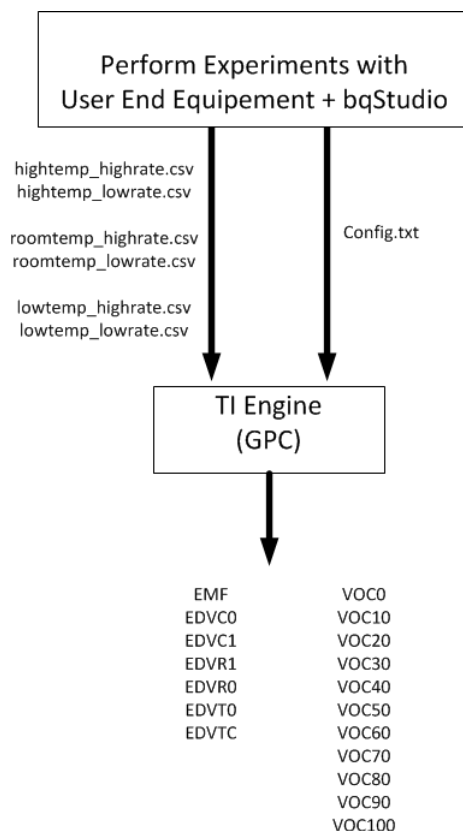 Perform Experiments with
User End Equipement + bqStudio
hightemp_highrate.csv
hightemp_lowrate.csv
roomtemp_highrate.csv
roomtemp_lowrate.csv
lowtemp_highrate.csv
lowtemp_lowrate.csv
Config.txt
TI Engine
(GPC)
EMF
EDVC0
EDVC1
EDVR1
EDVR0
EDVT0
EDVTC
VOC0
VOC10
VOC20
VOC30
VOC40
VOC50
VOC60
VOC70
VOC80
VOC90
VOC100